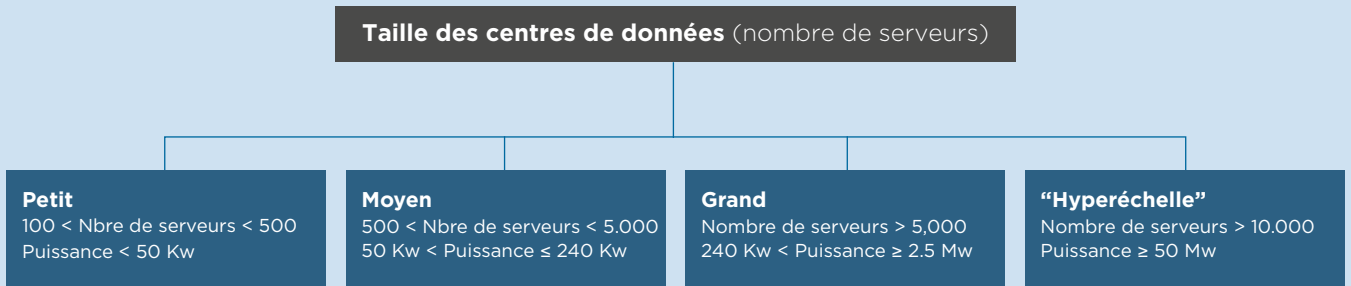 Taille des centres de données (nombre de serveurs)
Petit
100 < Nbre de serveurs < 500
Puissance < 50 Kw
Moyen
500 < Nbre de serveurs < 5.000
50 Kw < Puissance ≤ 240 Kw
Grand
Nombre de serveurs > 5,000
240 Kw < Puissance ≥ 2.5 Mw
“Hyperéchelle”
Nombre de serveurs > 10.000
Puissance ≥ 50 Mw